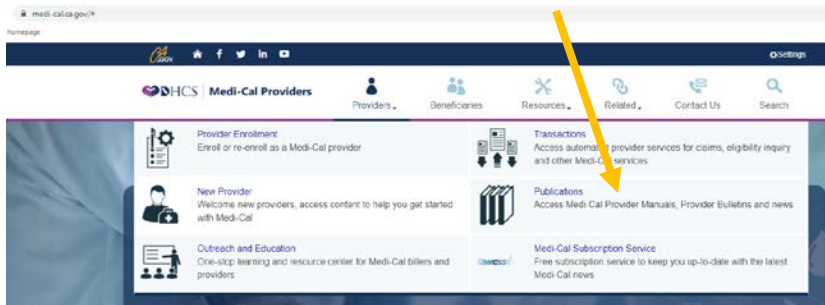 medi-cal.ca.gov/#
homepage
CA
.GOV
Settings
DHCS Medi-Cal Providers
Providers
Beneficiaries
Resources
Related
Contact Us
Search
Provider Enrollment
Enroll or re-enroll as a Medi-Cal provider
Transactions
Access automated provider services for claims, eligibility inquiry
and other Medi-Cal services
New Provider
Welcome new providers, access content to help you get started
with Medi-Cal
Publications
Access Medi-Cal Provider Manuals, Provider Bulletins and news
Outreach and Education
One-stop learning and resource center for Medi-Cal billers and
providers
Medi-Cal Subscription Service
Free subscription service to keep you up-to-date with the latest
Medi-Cal news